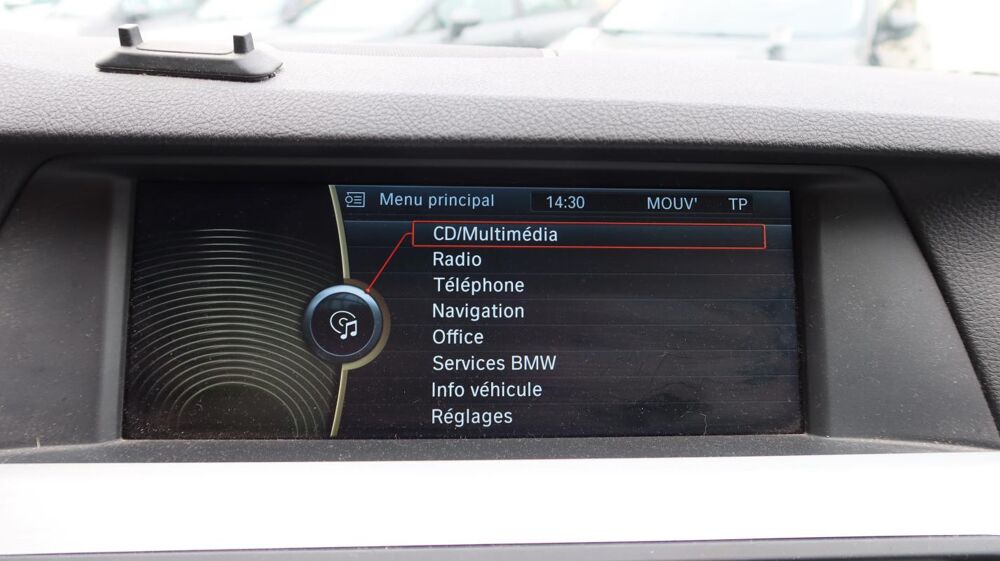 Menu principal 14:30 MOUV' TP
CD/Multimédia
Radio
Téléphone
Navigation
Office
Services BMW
Info véhicule
Réglages